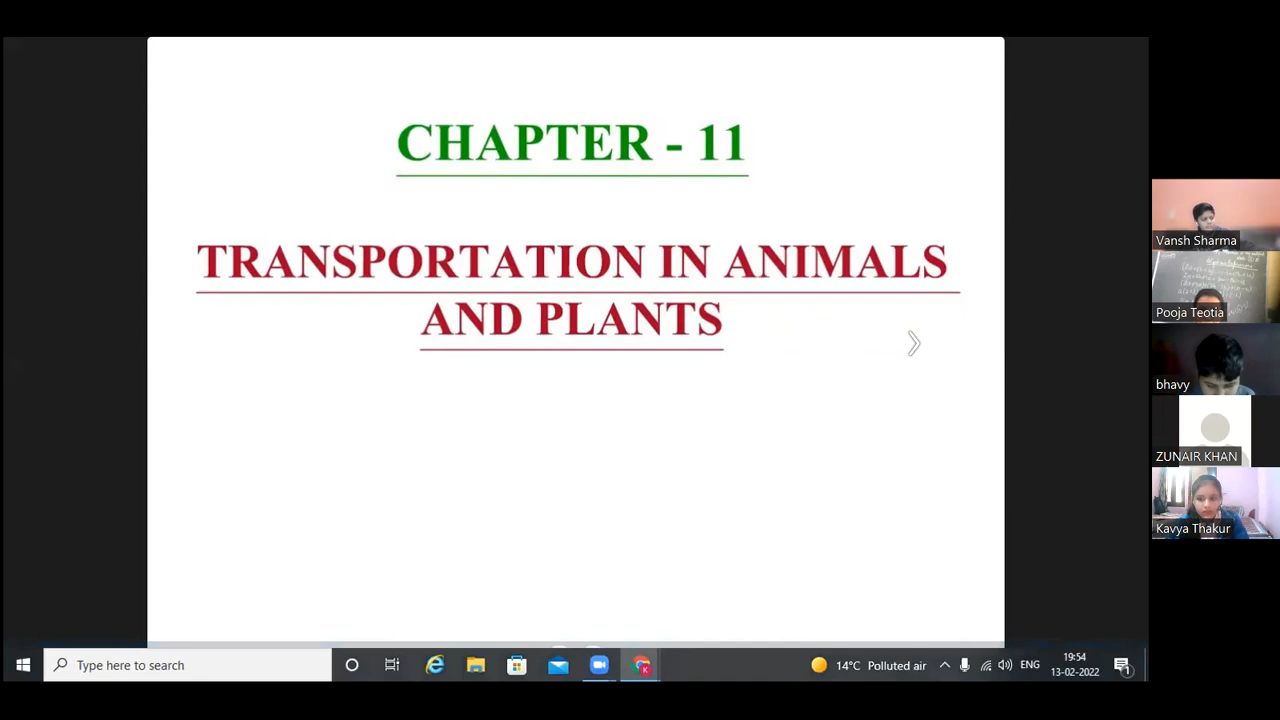 CHAPTER - 11
TRANSPORTATION IN ANIMALS
AND PLANTS
Vansh Sharma
Pooja Teotia
bhavy
ZUNAIR KHAN
Kavya Thakur
Type here to search
14°C Polluted air
ENG
19:54
13-02-2022
1